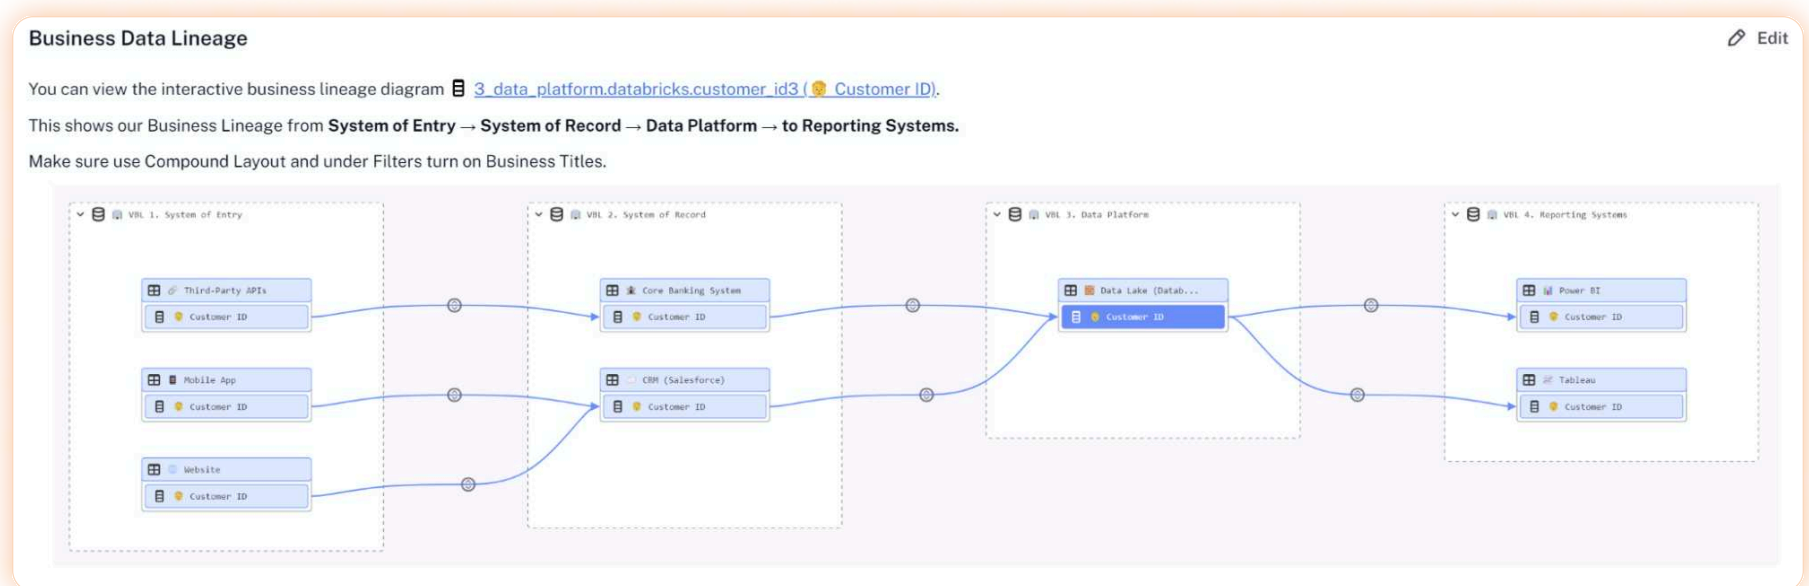 Business Data Lineage
Edit
You can view the interactive business lineage diagram 3_data_platform.databricks.customer_id3 ( Customer ID).
This shows our Business Lineage from System of Entry → System of Record → Data Platform → to Reporting Systems.
Make sure use Compound Layout and under Filters turn on Business Titles.
VBL 1. System of Entry
Third-Party APIs
Customer ID
Mobile App
Customer ID
Website
Customer ID
VBL 2. System of Record
Core Banking System
Customer ID
CRM (Salesforce)
Customer ID
VBL 3. Data Platform
Data Lake (Datab...
Customer ID
VBL 4. Reporting Systems
Power BI
Customer ID
Tableau
Customer ID